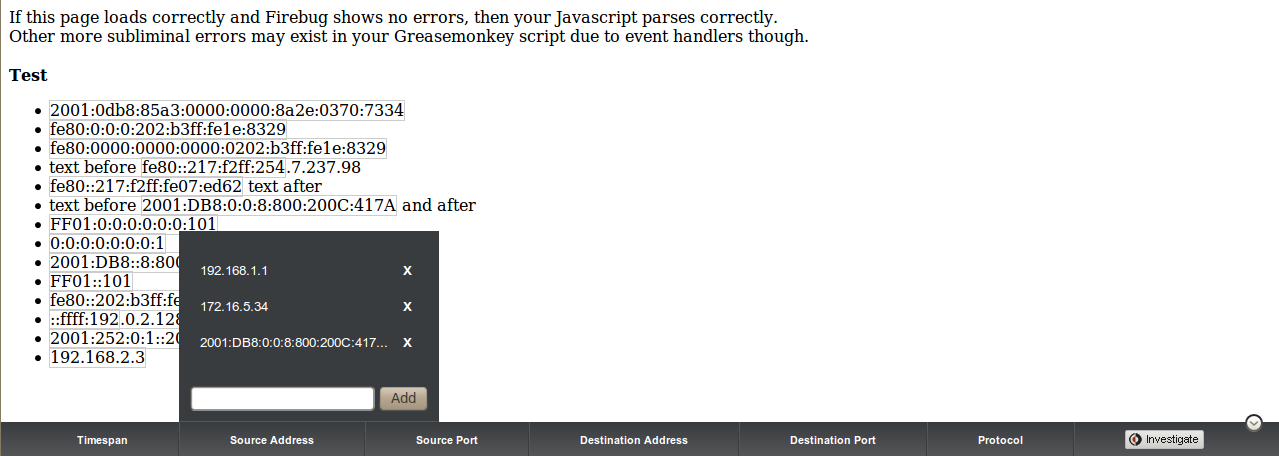 If this page loads correctly and Firebug shows no errors, then your Javascript parses correctly.
Other more subliminal errors may exist in your Greasemonkey script due to event handlers though.
Test
2001:0db8:85a3:0000:0000:8a2e:0370:7334
fe80:0:0:0:202:b3ff:fe1e:8329
fe80:0000:0000:0000:0202:b3ff:fe1e:8329
text before fe80::217:f2ff:254.7.237.98
fe80::217:f2ff:fe07:ed62 text after
text before 2001:DB8:0:0:8:800:200C:417A and after
FF01:0:0:0:0:0:0:101
0:0:0:0:0:0:0:1
2001:DB8::8:800
FF01::101
fe80::202:b3ff:fe
::ffff:192.0.2.128
2001:252:0:1::20
192.168.2.3
192.168.1.1 X
172.16.5.34 X
2001:DB8:0:0:8:800:200C:417... X
Add
Timespan Source Address Source Port Destination Address Destination Port Protocol Investigate